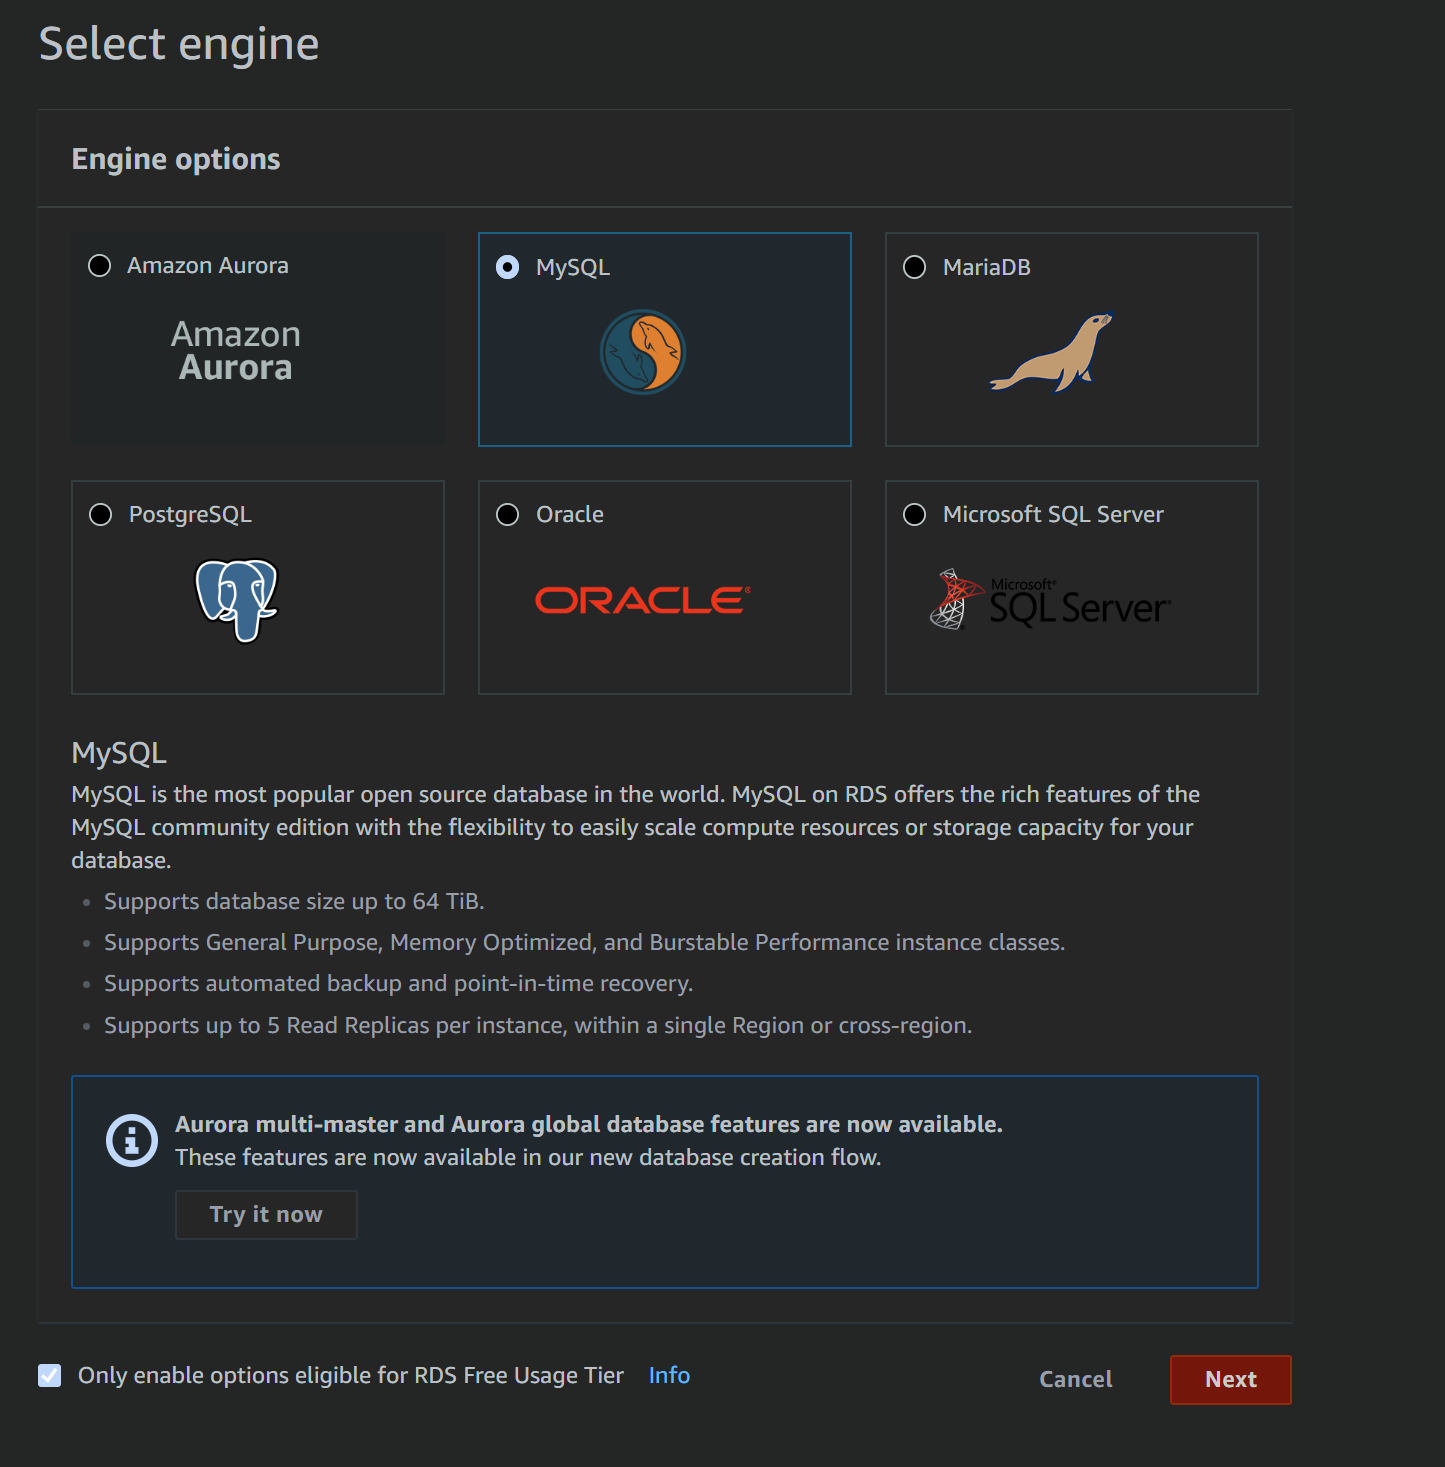 Select engine
Engine options
Amazon Aurora
Amazon
Aurora
MySQL
MariaDB
PostgreSQL
Oracle
ORACLE®
Microsoft SQL Server
Microsoft®
SQL Server®
MySQL
MySQL is the most popular open source database in the world. MySQL on RDS offers the rich features of the
MySQL community edition with the flexibility to easily scale compute resources or storage capacity for your
database.
• Supports database size up to 64 TiB.
• Supports General Purpose, Memory Optimized, and Burstable Performance instance classes.
• Supports automated backup and point-in-time recovery.
• Supports up to 5 Read Replicas per instance, within a single Region or cross-region.
Aurora multi-master and Aurora global database features are now available.
These features are now available in our new database creation flow.
Try it now
Only enable options eligible for RDS Free Usage Tier Info
Cancel
Next